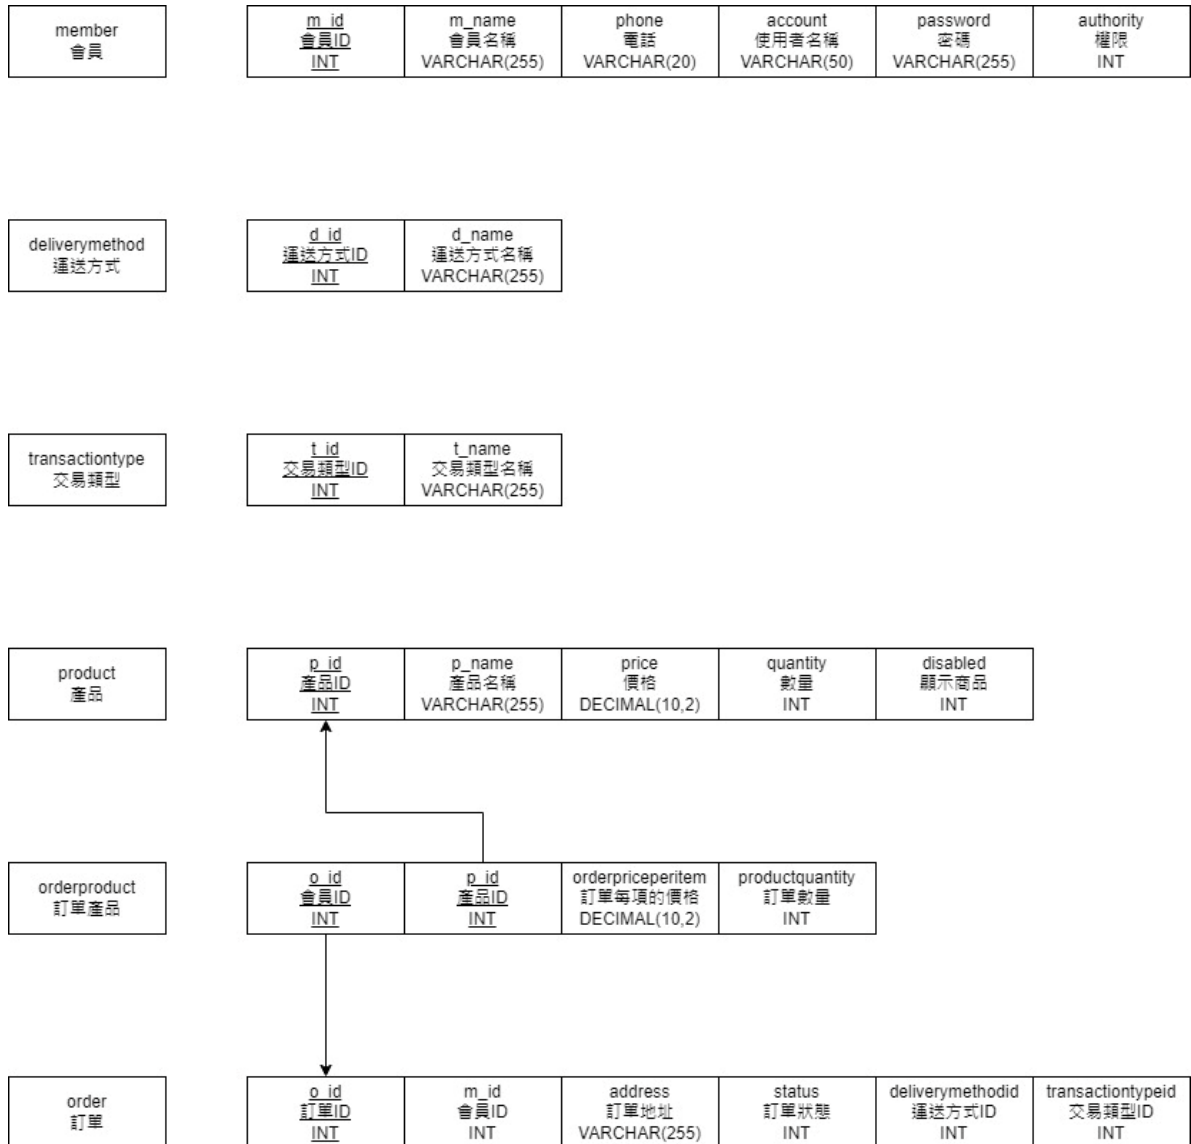 member
會員
m_id
會員ID
INT
m_name
會員名稱
VARCHAR(255)
phone
電話
VARCHAR(20)
account
使用者名稱
VARCHAR(50)
password
密碼
VARCHAR(255)
authority
權限
INT
deliverymethod
運送方式
d_id
運送方式ID
INT
d_name
運送方式名稱
VARCHAR(255)
transactiontype
交易類型
t_id
交易類型ID
INT
t_name
交易類型名稱
VARCHAR(255)
product
產品
p_id
產品ID
INT
p_name
產品名稱
VARCHAR(255)
price
價格
DECIMAL(10,2)
quantity
數量
INT
disabled
顯示商品
INT
orderproduct
訂單產品
o_id
會員ID
INT
p_id
產品ID
INT
orderpriceperitem
訂單每項的價格
DECIMAL(10,2)
productquantity
訂單數量
INT
order
訂單
o_id
訂單ID
INT
m_id
會員ID
INT
address
訂單地址
VARCHAR(255)
status
訂單狀態
INT
deliverymethodid
運送方式ID
INT
transactiontypeid
交易類型ID
INT